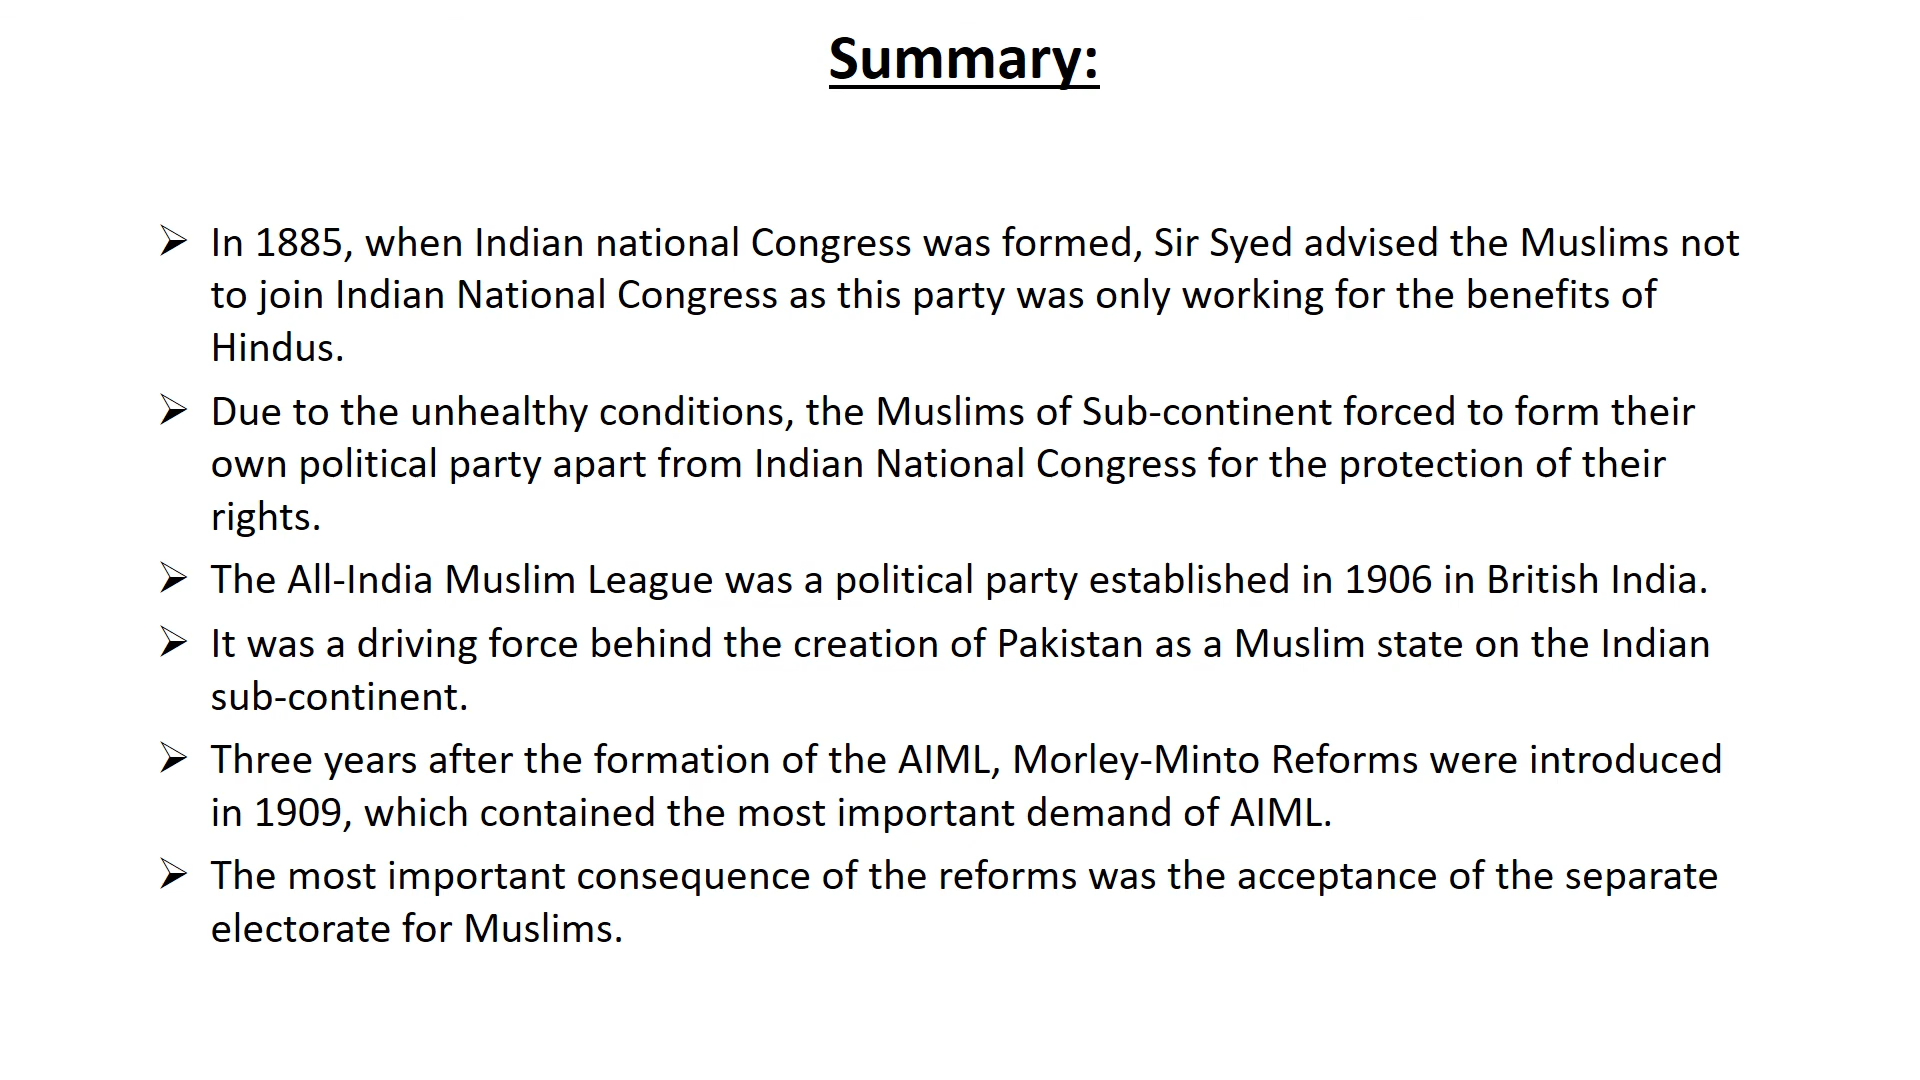 Summary:
➢ In 1885, when Indian national Congress was formed, Sir Syed advised the Muslims not
to join Indian National Congress as this party was only working for the benefits of
Hindus.
➢ Due to the unhealthy conditions, the Muslims of Sub-continent forced to form their
own political party apart from Indian National Congress for the protection of their
rights.
➢ The All-India Muslim League was a political party established in 1906 in British India.
➢ It was a driving force behind the creation of Pakistan as a Muslim state on the Indian
sub-continent.
➢ Three years after the formation of the AIML, Morley-Minto Reforms were introduced
in 1909, which contained the most important demand of AIML.
➢ The most important consequence of the reforms was the acceptance of the separate
electorate for Muslims.